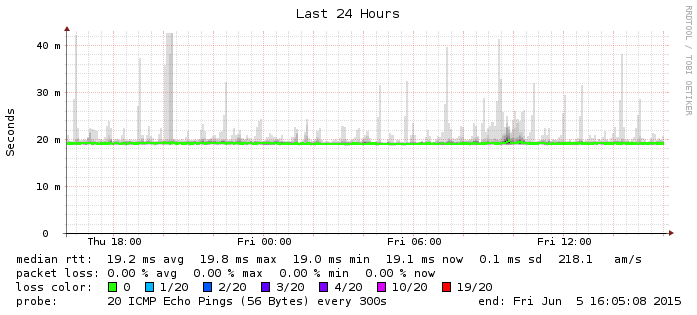 Last 24 Hours
RRDTOOL / TOBI OETIKER
Seconds
40 m
30 m
20 m
10 m
0
Thu 18:00 Fri 00:00 Fri 06:00 Fri 12:00
median rtt: 19.2 ms avg 19.8 ms max 19.0 ms min 19.1 ms now 0.1 ms sd 218.1 am/s
packet loss: 0.00 % avg 0.00 % max 0.00 % min 0.00 % now
loss color: 0 1/20 2/20 3/20 4/20 10/20 19/20
probe: 20 ICMP Echo Pings (56 Bytes) every 300s end: Fri Jun 5 16:05:08 2015